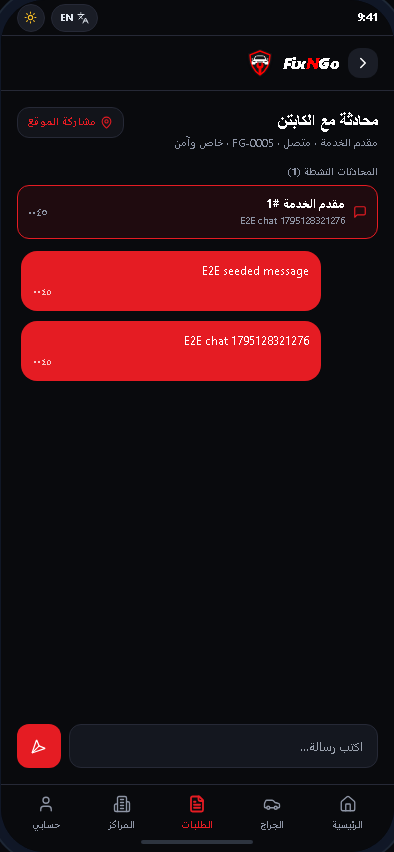 9:41
EN
FixNGo
محادثة مع الكابتن
مشاركة الموقع
مقدم الخدمة · متصل · FG-0005 · خاص وآمن
المحادثات النشطة (1)
مقدم الخدمة #1
٠٠:٤٥
E2E chat 1795128321276
E2E seeded message
٠٠:٤٥
E2E chat 1795128321276
٠٠:٤٥
اكتب رسالة...
الرئيسية
الجراج
الطلبات
المراكز
حسابي